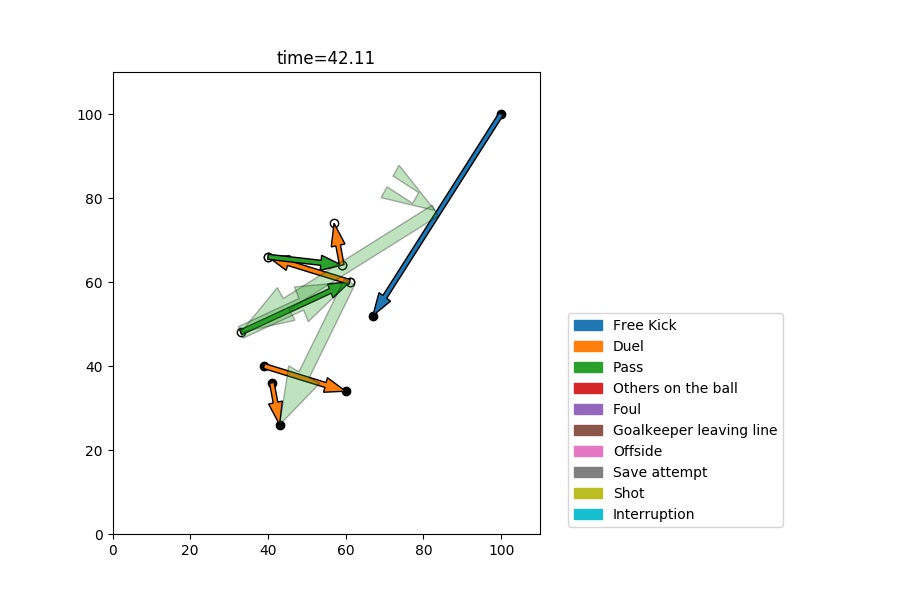 time=42.11
100
80
60
40
20
0
0 20 40 60 80 100
Free Kick
Duel
Pass
Others on the ball
Foul
Goalkeeper leaving line
Offside
Save attempt
Shot
Interruption